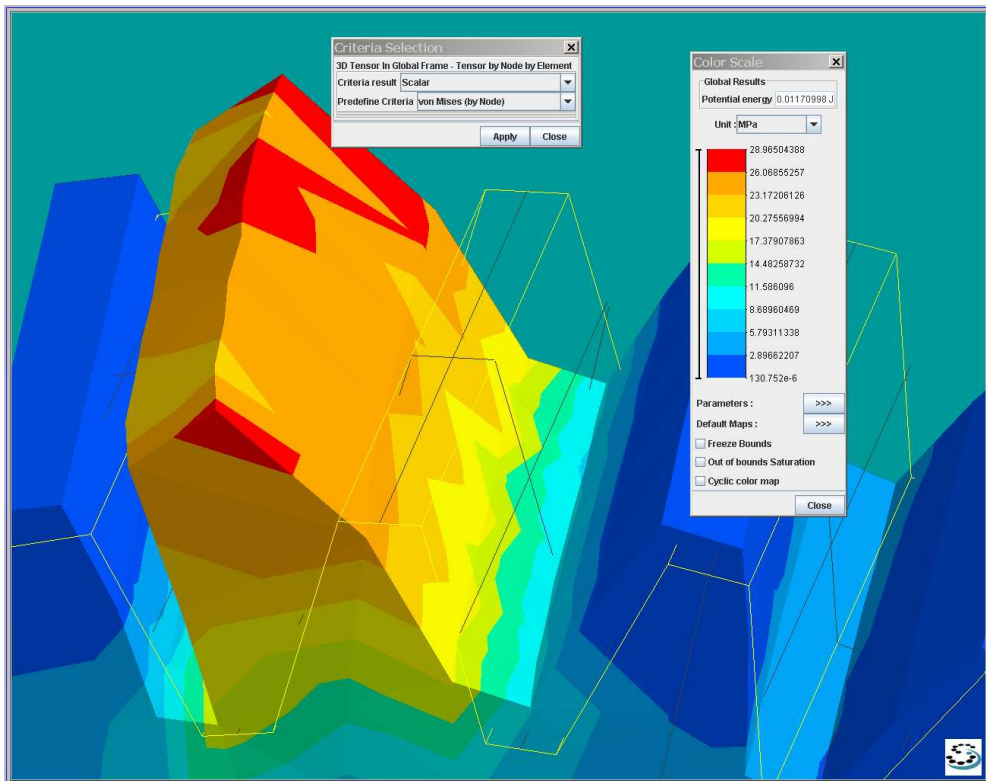 Criteria Selection
3D Tensor In Global Frame - Tensor by Node by Element
Criteria result Scalar
Predefine Criteria von Mises (by Node)
Apply Close
Color Scale
Global Results
Potential energy 0.01170998 J
Unit : MPa
28.96504388
26.06855257
23.17206126
20.27556994
17.37907863
14.48258732
11.586096
8.68960469
5.79311338
2.89662207
130.752e-6
Parameters : >>>
Default Maps : >>>
Freeze Bounds
Out of bounds Saturation
Cyclic color map
Close